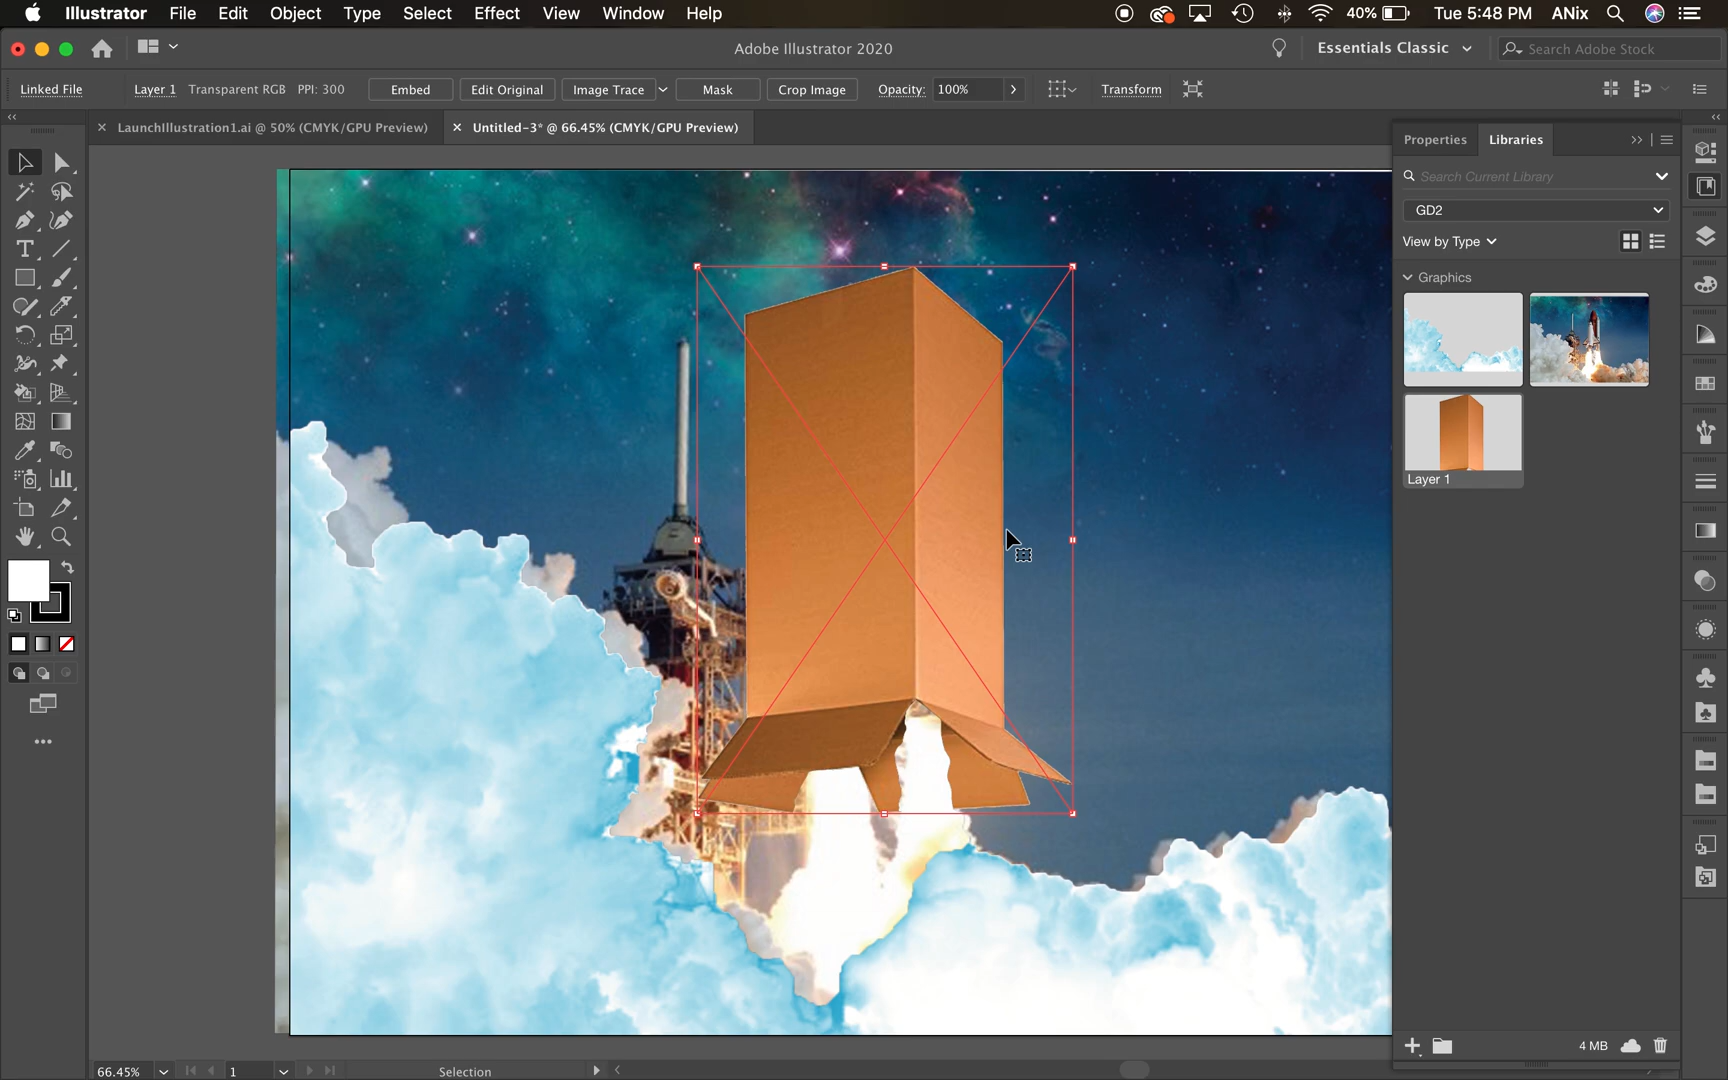 Illustrator File Edit Object Type Select Effect View Window Help
40% Tue 5:48 PM ANix
Adobe Illustrator 2020
Essentials Classic
Search Adobe Stock
Linked File Layer 1 Transparent RGB PPI: 300 Embed Edit Original Image Trace Mask Crop Image Opacity: 100% Transform
LaunchIllustration1.ai @ 50% (CMYK/GPU Preview)
Untitled-3* @ 66.45% (CMYK/GPU Preview)
Properties Libraries
Search Current Library
GD2
View by Type
Graphics
Layer 1
4 MB
66.45% 1 Selection